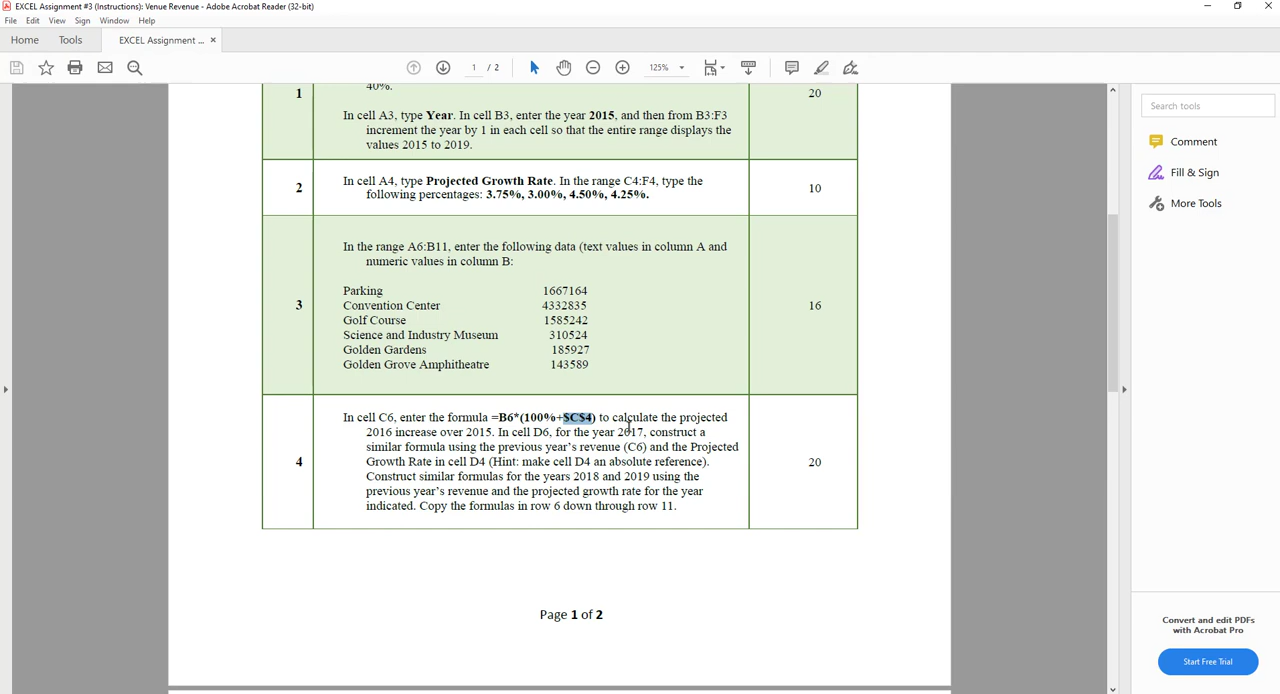 EXCEL Assignment #3 (Instructions): Venue Revenue - Adobe Acrobat Reader (32-bit)
File Edit View Sign Window Help
Home Tools EXCEL Assignment ... ×
1 / 2 125%
Search tools
Comment
Fill & Sign
More Tools
40%.
1 20
In cell A3, type Year. In cell B3, enter the year 2015, and then from B3:F3
increment the year by 1 in each cell so that the entire range displays the
values 2015 to 2019.
2 In cell A4, type Projected Growth Rate. In the range C4:F4, type the 10
following percentages: 3.75%, 3.00%, 4.50%, 4.25%.
In the range A6:B11, enter the following data (text values in column A and
numeric values in column B:
Parking 1667164
3 Convention Center 4332835 16
Golf Course 1585242
Science and Industry Museum 310524
Golden Gardens 185927
Golden Grove Amphitheatre 143589
In cell C6, enter the formula =B6*(100%+$C$4) to calculate the projected
2016 increase over 2015. In cell D6, for the year 2017, construct a
similar formula using the previous year's revenue (C6) and the Projected
4 Growth Rate in cell D4 (Hint: make cell D4 an absolute reference). 20
Construct similar formulas for the years 2018 and 2019 using the
previous year's revenue and the projected growth rate for the year
indicated. Copy the formulas in row 6 down through row 11.
Page 1 of 2
Convert and edit PDFs
with Acrobat Pro
Start Free Trial